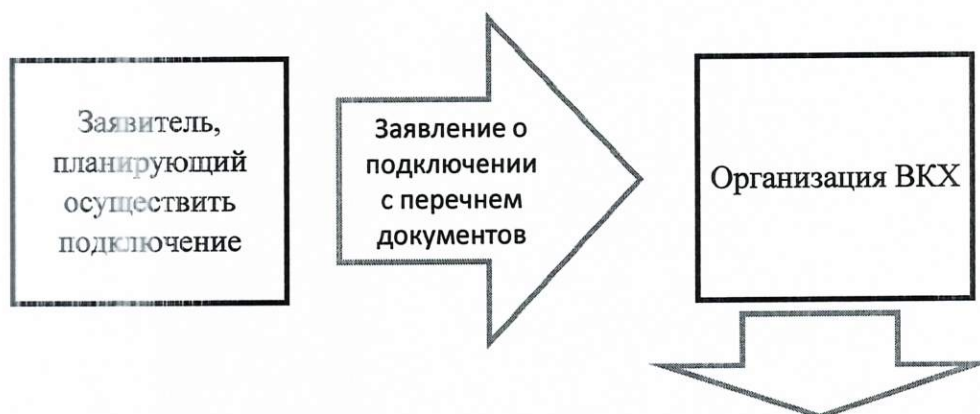 Заявитель,
планирующий
осуществить
подключение
Заявление о
подключении
с перечнем
документов
Организация ВКХ